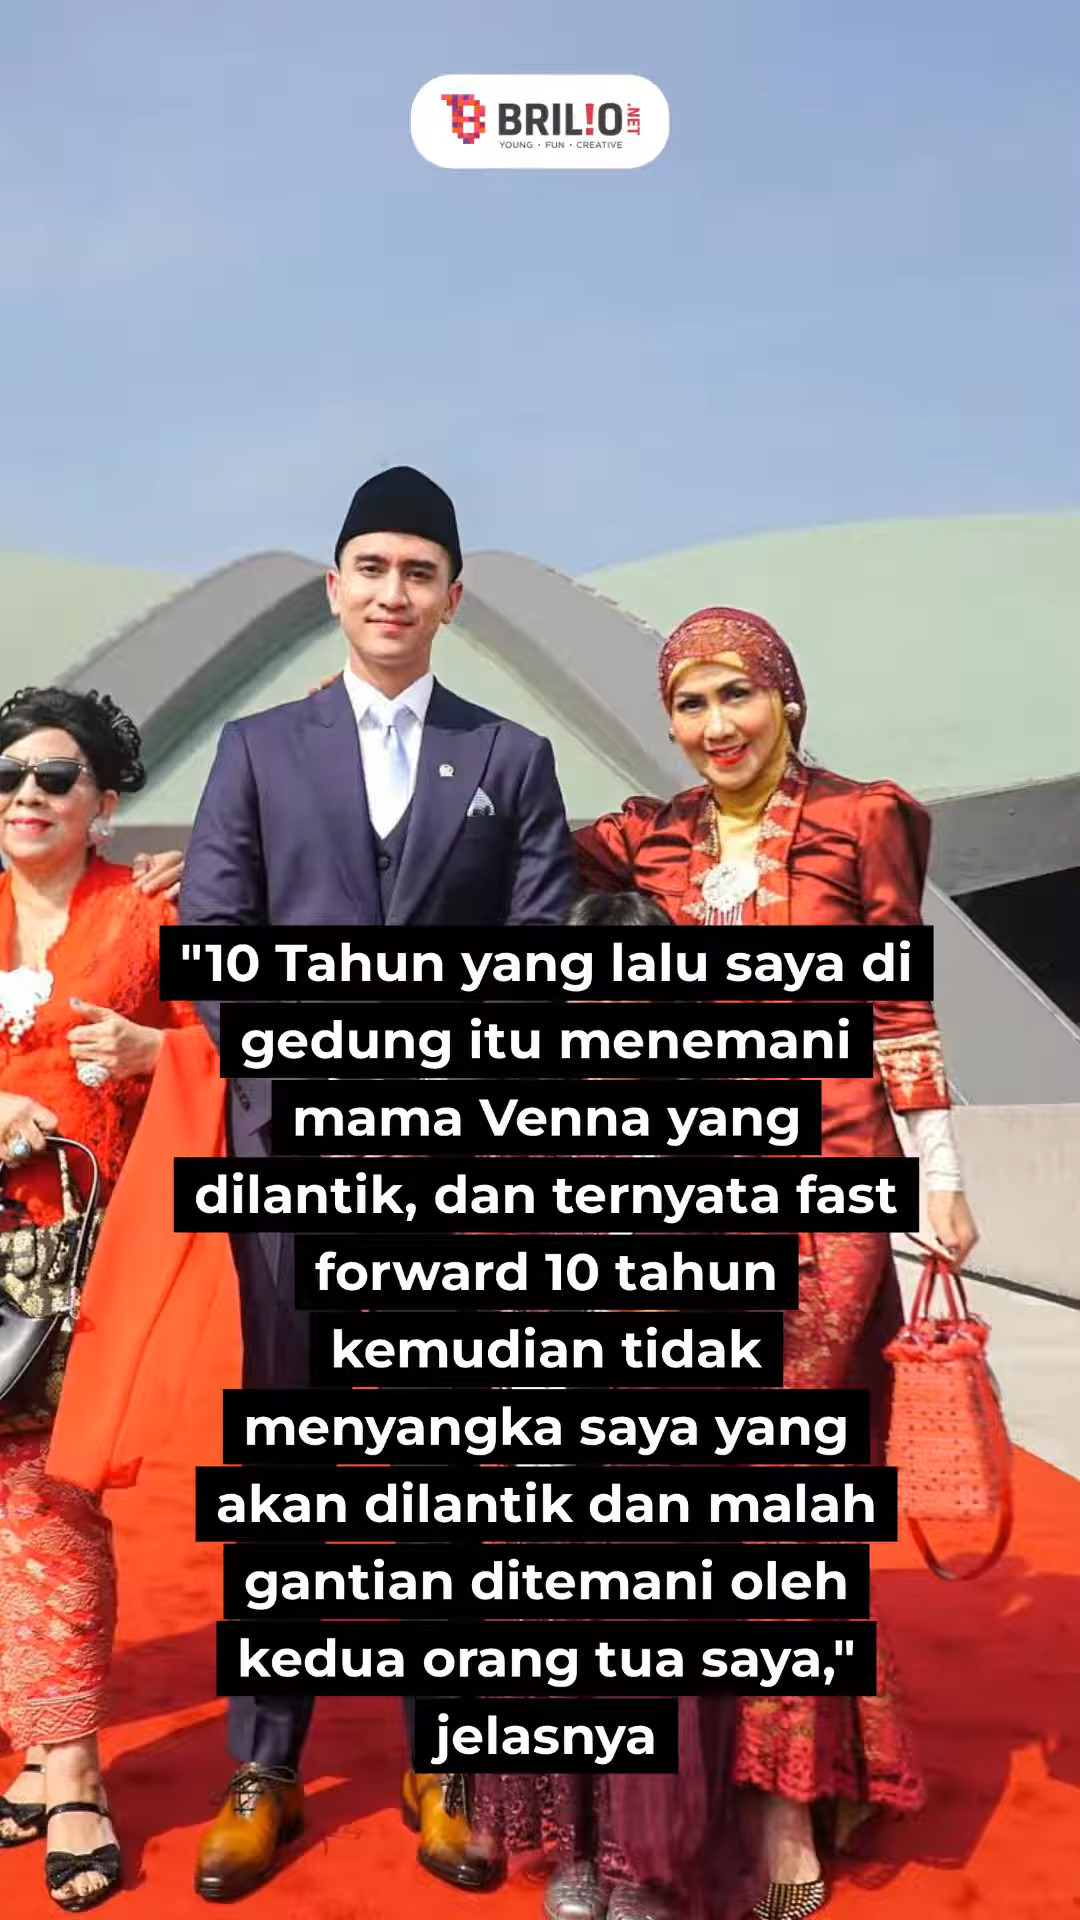 BRIL!O.NET
YOUNG • FUN • CREATIVE
"10 Tahun yang lalu saya di
gedung itu menemani
mama Venna yang
dilantik, dan ternyata fast
forward 10 tahun
kemudian tidak
menyangka saya yang
akan dilantik dan malah
gantian ditemani oleh
kedua orang tua saya,"
jelasnya